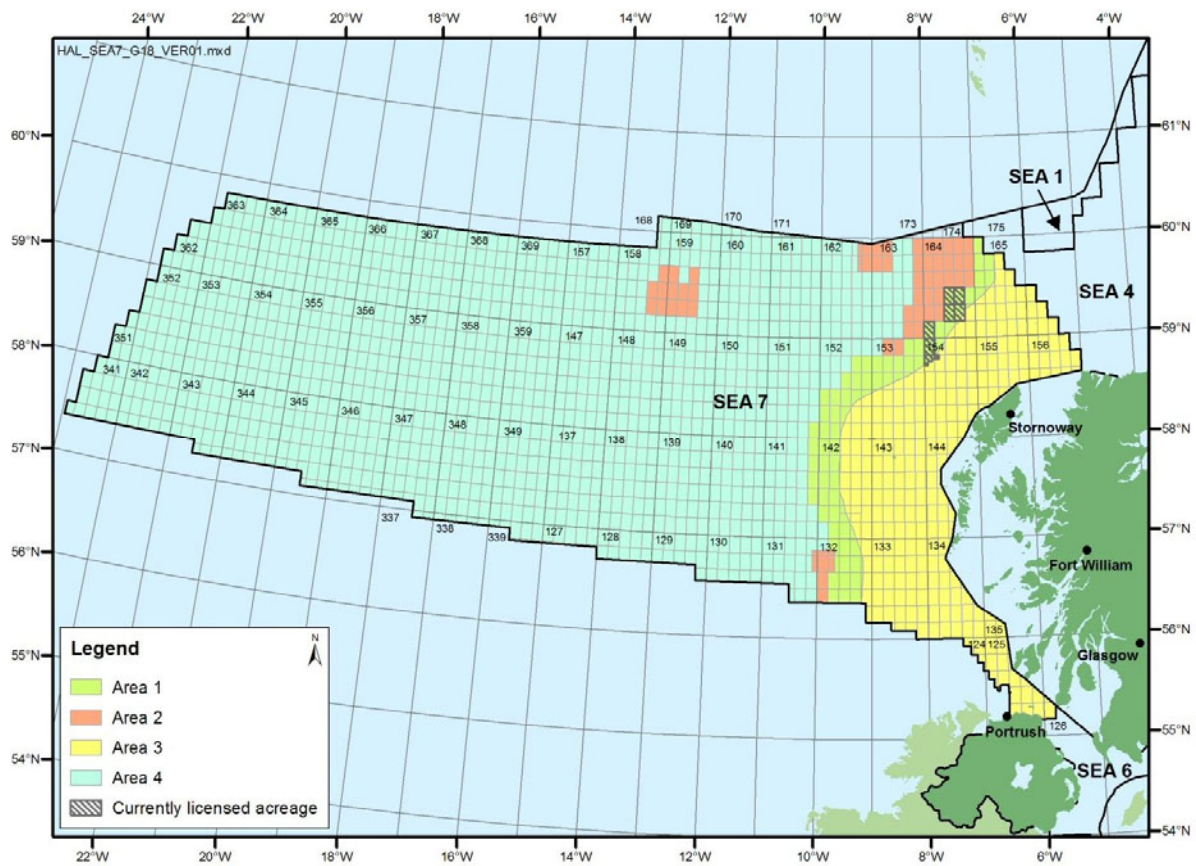 24°W 22°W 20°W 18°W 16°W 14°W 12°W 10°W 8°W 6°W 4°W
HAL_SEA7_G18_VER01.mxd
60°N 61°N
SEA 1
363 364 365 366 367 368 369 157 158 168 169 170 171 173 174 175
159 160 161 162 163 164 165
59°N 60°N
362
352 353 354 355 356 357 358 359 147 148 149 150 151 152 153 154 155 156
SEA 4
58°N 59°N
351
341 342 343 344 345 346 347 348 349 137 138 139 140 141 142 143 144
SEA 7
Stornoway
57°N 58°N
337 338 339 127 128 129 130 131 132 133 134
56°N 57°N
Fort William
135
124 125
55°N 56°N
Glasgow
126
Portrush
54°N 55°N
SEA 6
54°N
Legend
N
Area 1
Area 2
Area 3
Area 4
Currently licensed acreage
22°W 20°W 18°W 16°W 14°W 12°W 10°W 8°W 6°W